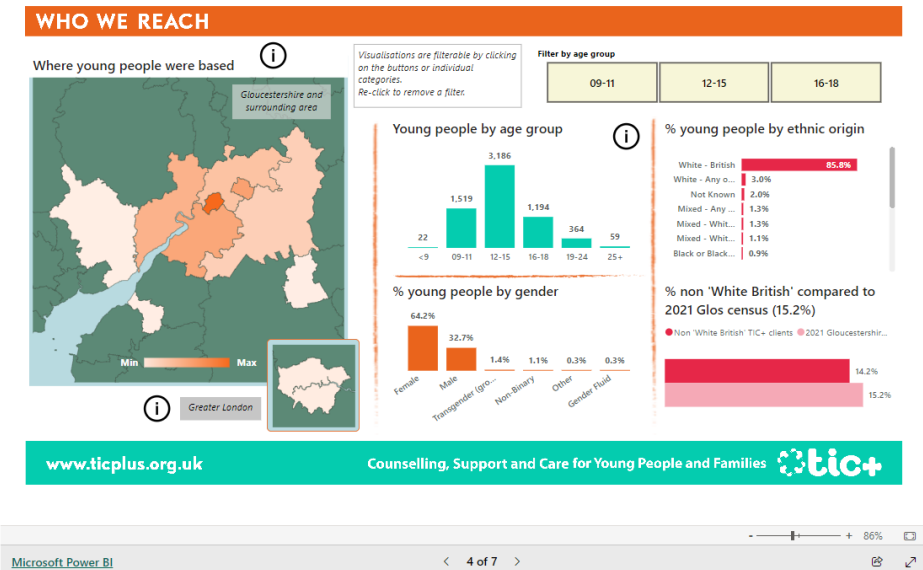 WHO WE REACH
Where young people were based
i
Gloucestershire and
surrounding area
Min
Max
i
Greater London
Visualisations are filterable by clicking
on the buttons or individual
categories.
Re-click to remove a filter.
Filter by age group
09-11
12-15
16-18
Young people by age group
i
22
1,519
3,186
1,194
364
59
<9
09-11
12-15
16-18
19-24
25+
% young people by gender
64.2%
32.7%
1.4%
1.1%
0.3%
0.3%
Female
Male
Transgender (gro...
Non-Binary
Other
Gender Fluid
% young people by ethnic origin
White - British 85.8%
White - Any o... 3.0%
Not Known 2.0%
Mixed - Any ... 1.3%
Mixed - Whit... 1.3%
Mixed - Whit... 1.1%
Black or Black... 0.9%
% non 'White British' compared to
2021 Glos census (15.2%)
Non 'White British' TIC+ clients 2021 Gloucestershir...
14.2%
15.2%
www.ticplus.org.uk
Counselling, Support and Care for Young People and Families
tic+
- + 86%
Microsoft Power BI
< 4 of 7 >